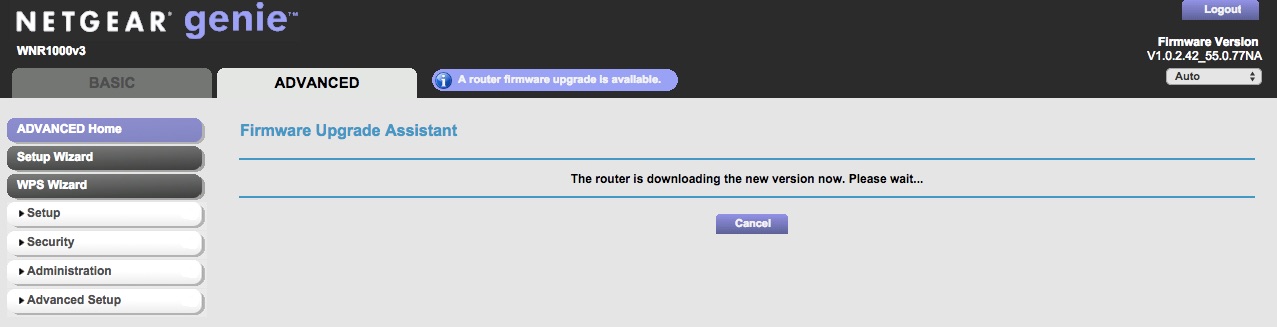 NETGEAR® genie™
Logout
WNR1000v3
Firmware Version
V1.0.2.42_55.0.77NA
BASIC
ADVANCED
A router firmware upgrade is available.
Auto
ADVANCED Home
Setup Wizard
WPS Wizard
Setup
Security
Administration
Advanced Setup
Firmware Upgrade Assistant
The router is downloading the new version now. Please wait...
Cancel